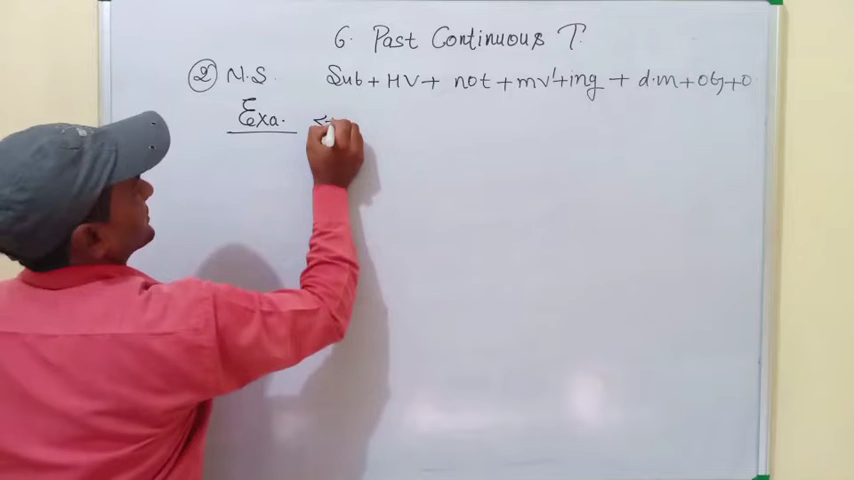 6. Past Continuous T.
② N.S. Sub + HV + not + mv¹+ing + d.m + obj + O
Exa.